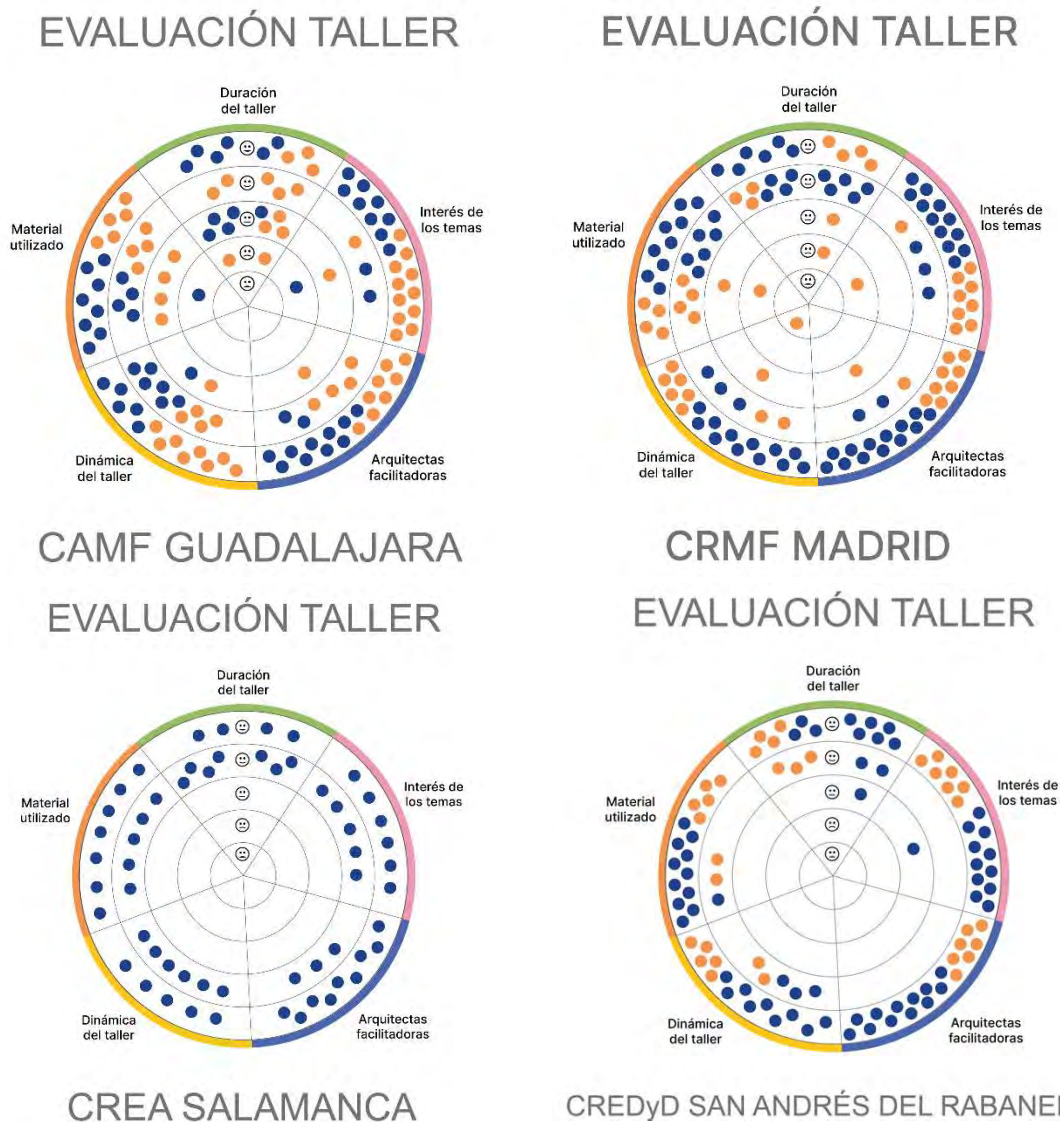 EVALUACIÓN TALLER
Duración
del taller
Interés de
los temas
Material
utilizado
Dinámica
del taller
Arquitectas
facilitadoras
CAMF GUADALAJARA
EVALUACIÓN TALLER
Duración
del taller
Interés de
los temas
Material
utilizado
Dinámica
del taller
Arquitectas
facilitadoras
CRMF MADRID
EVALUACIÓN TALLER
Duración
del taller
Interés de
los temas
Material
utilizado
Dinámica
del taller
Arquitectas
facilitadoras
CREA SALAMANCA
EVALUACIÓN TALLER
Duración
del taller
Interés de
los temas
Material
utilizado
Dinámica
del taller
Arquitectas
facilitadoras
CREDyD SAN ANDRÉS DEL RABANE